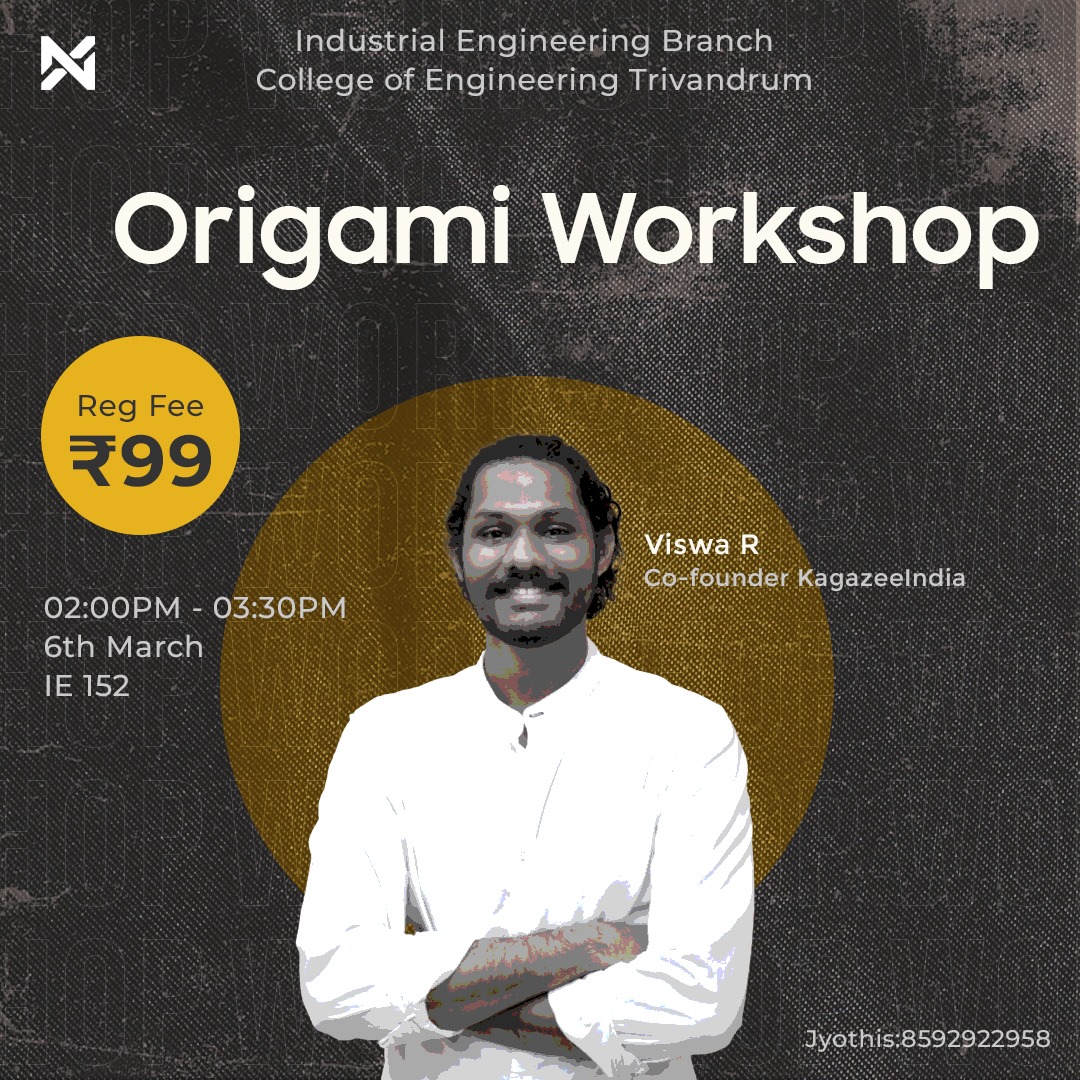 Industrial Engineering Branch
College of Engineering Trivandrum
Origami Workshop
Reg Fee
₹99
Viswa R
Co-founder KagazeeIndia
02:00PM - 03:30PM
6th March
IE 152
Jyothis:8592922958